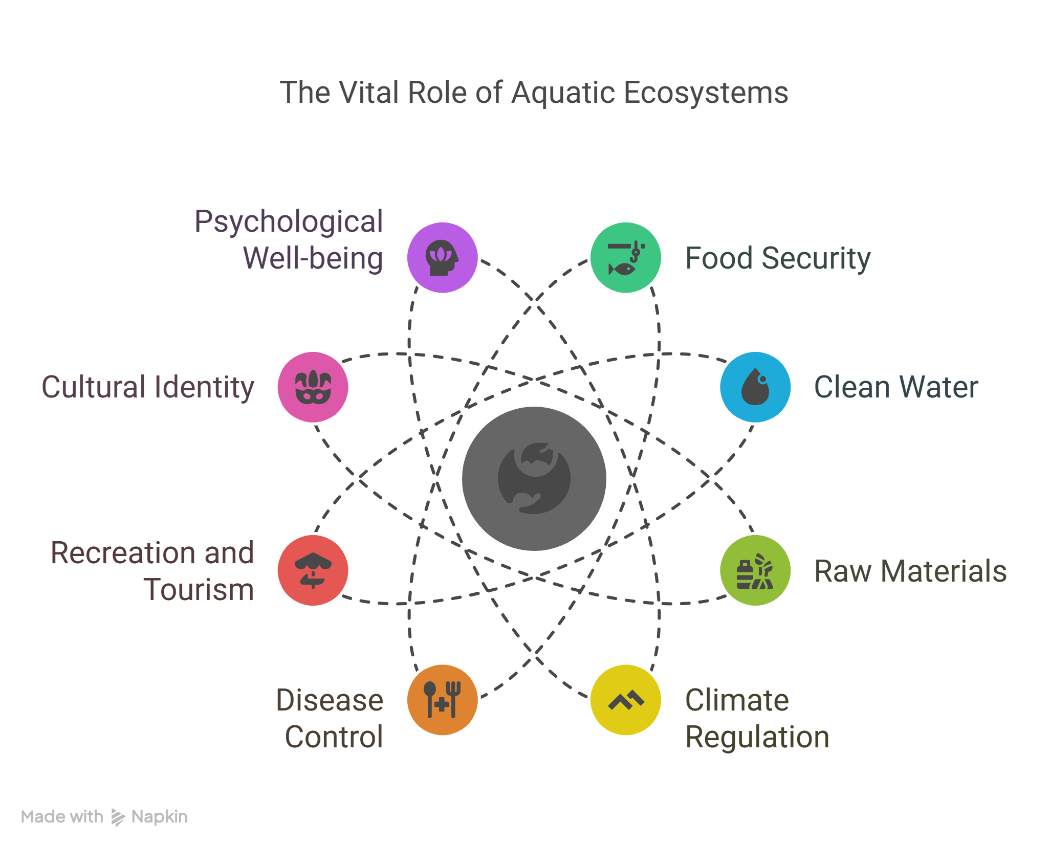 The Vital Role of Aquatic Ecosystems
Psychological
Well-being
Food Security
Cultural Identity
Clean Water
Recreation and
Tourism
Raw Materials
Disease
Control
Climate
Regulation
Made with Napkin